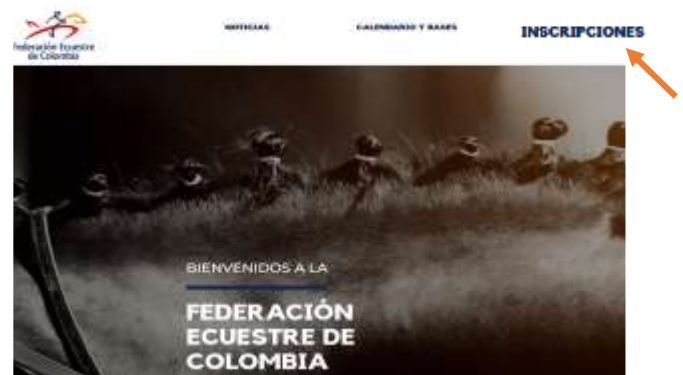 Federación Ecuestre
de Colombia
NOTICIAS
CALENDARIO Y BASES
INSCRIPCIONES
BIENVENIDOS A LA
FEDERACIÓN
ECUESTRE DE
COLOMBIA